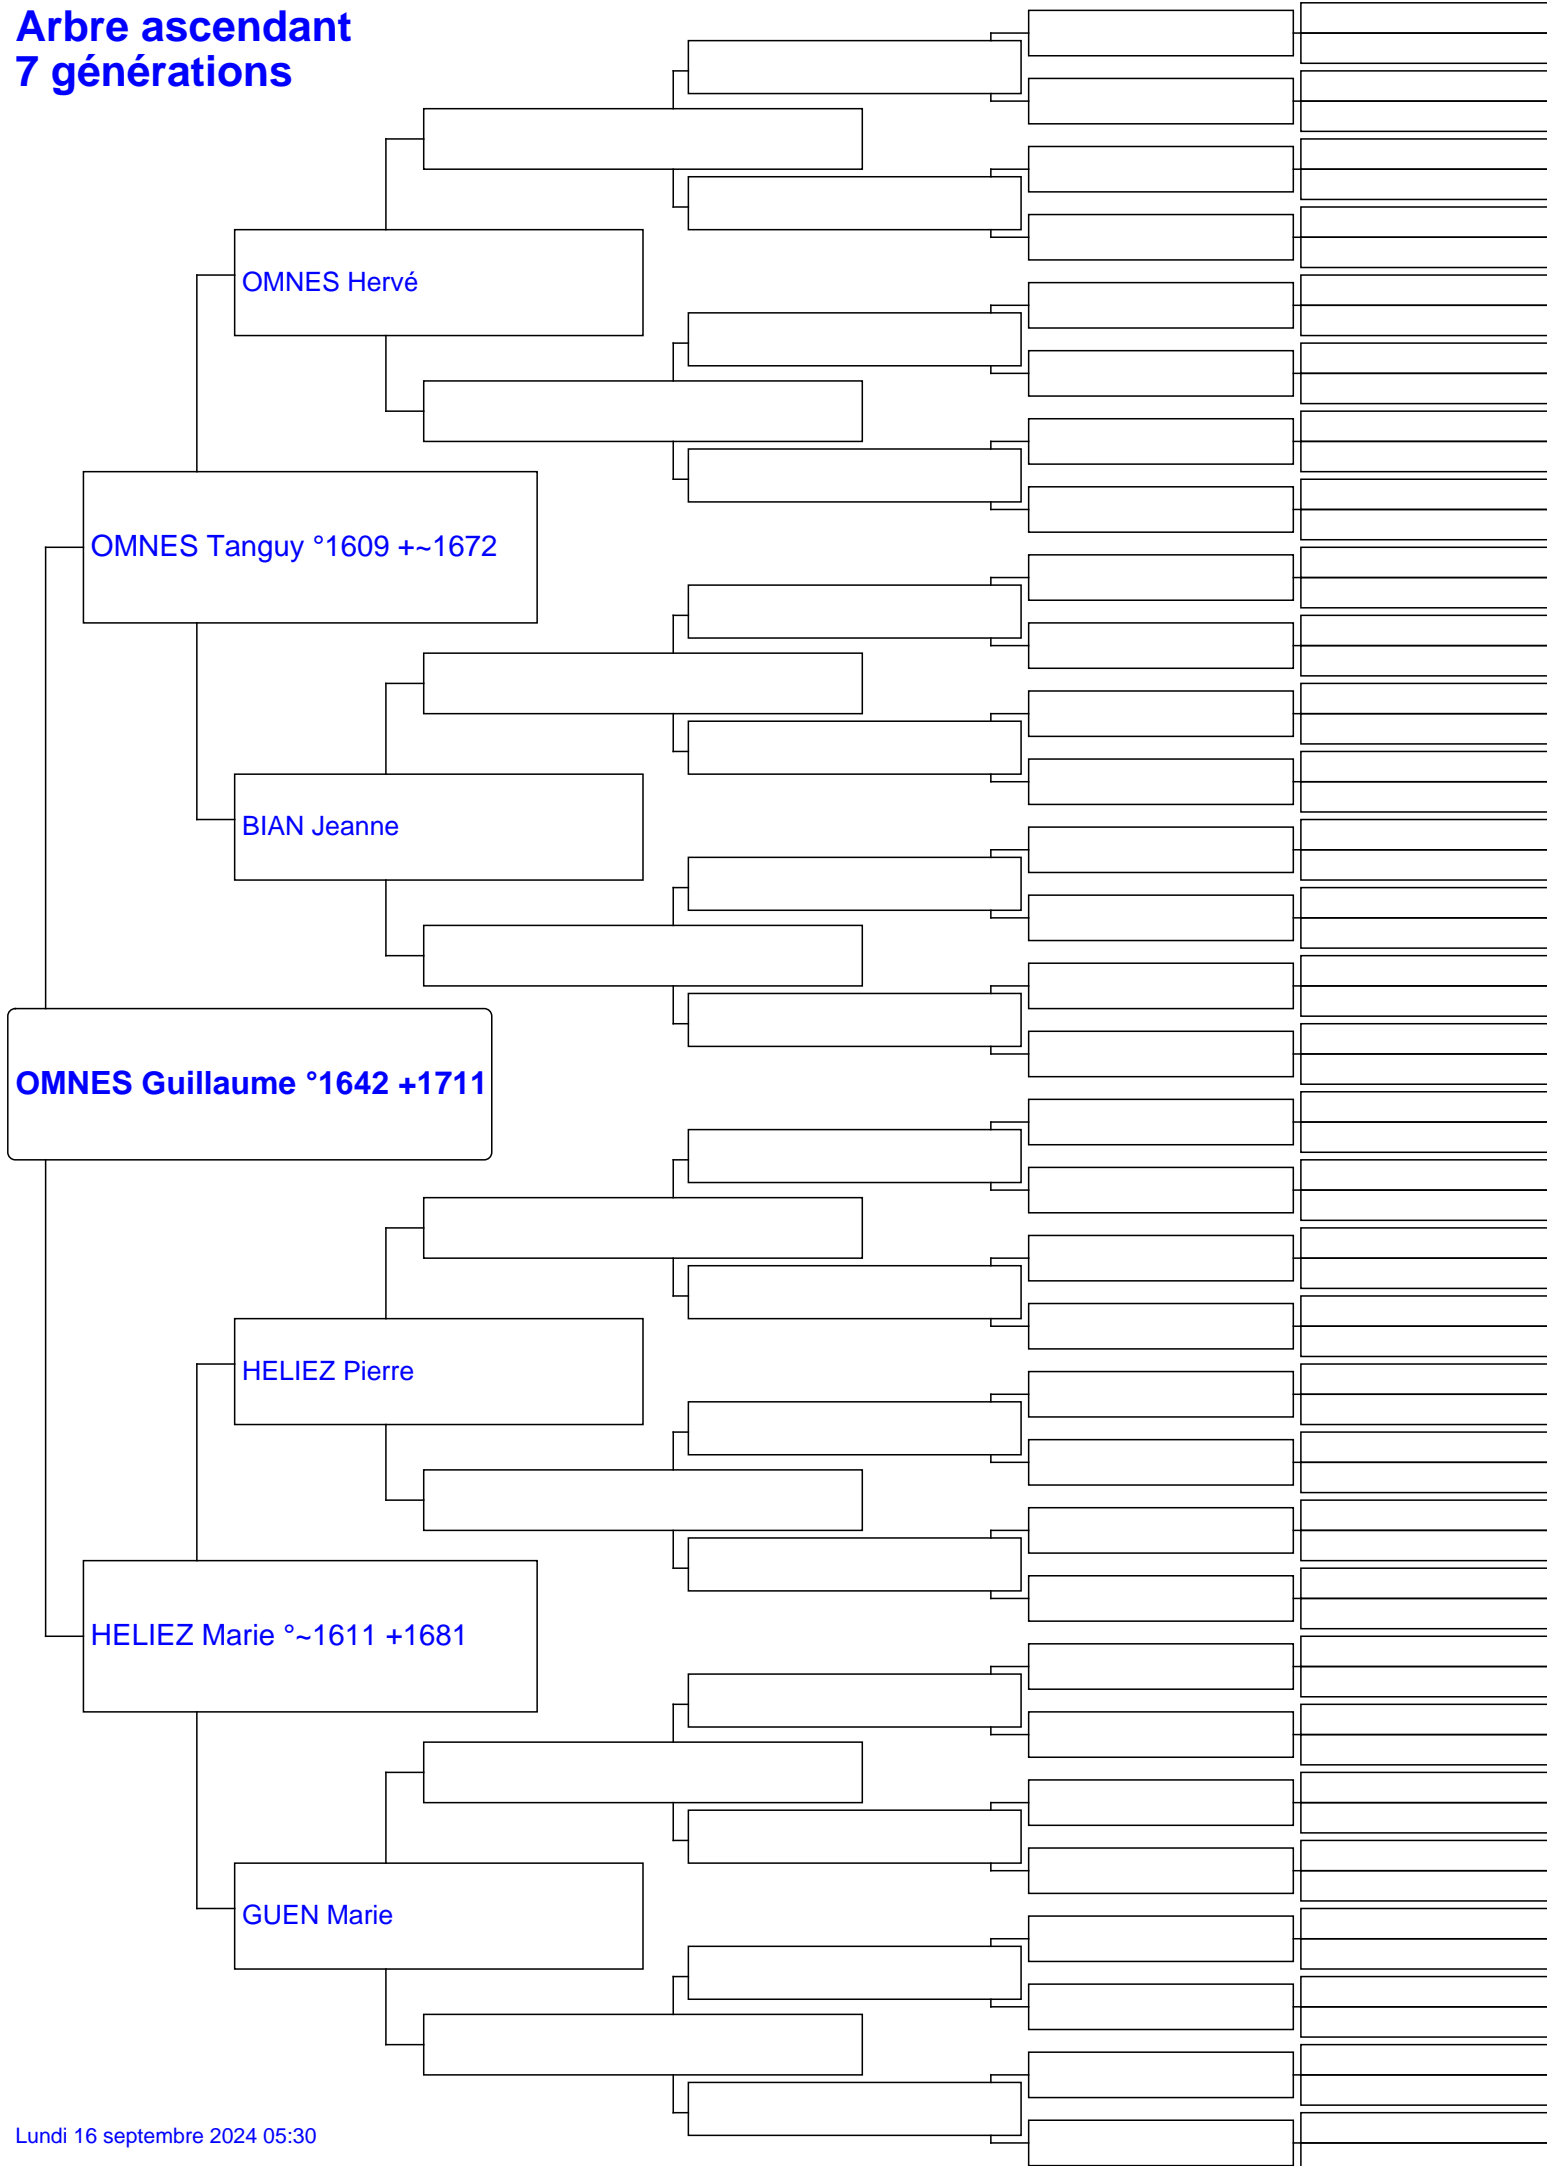 Arbre ascendant
7 générations
OMNES Hervé
OMNES Tanguy °1609 +~1672
BIAN Jeanne
OMNES Guillaume °1642 +1711
HELIEZ Pierre
HELIEZ Marie °~1611 +1681
GUEN Marie
Lundi 16 septembre 2024 05:30